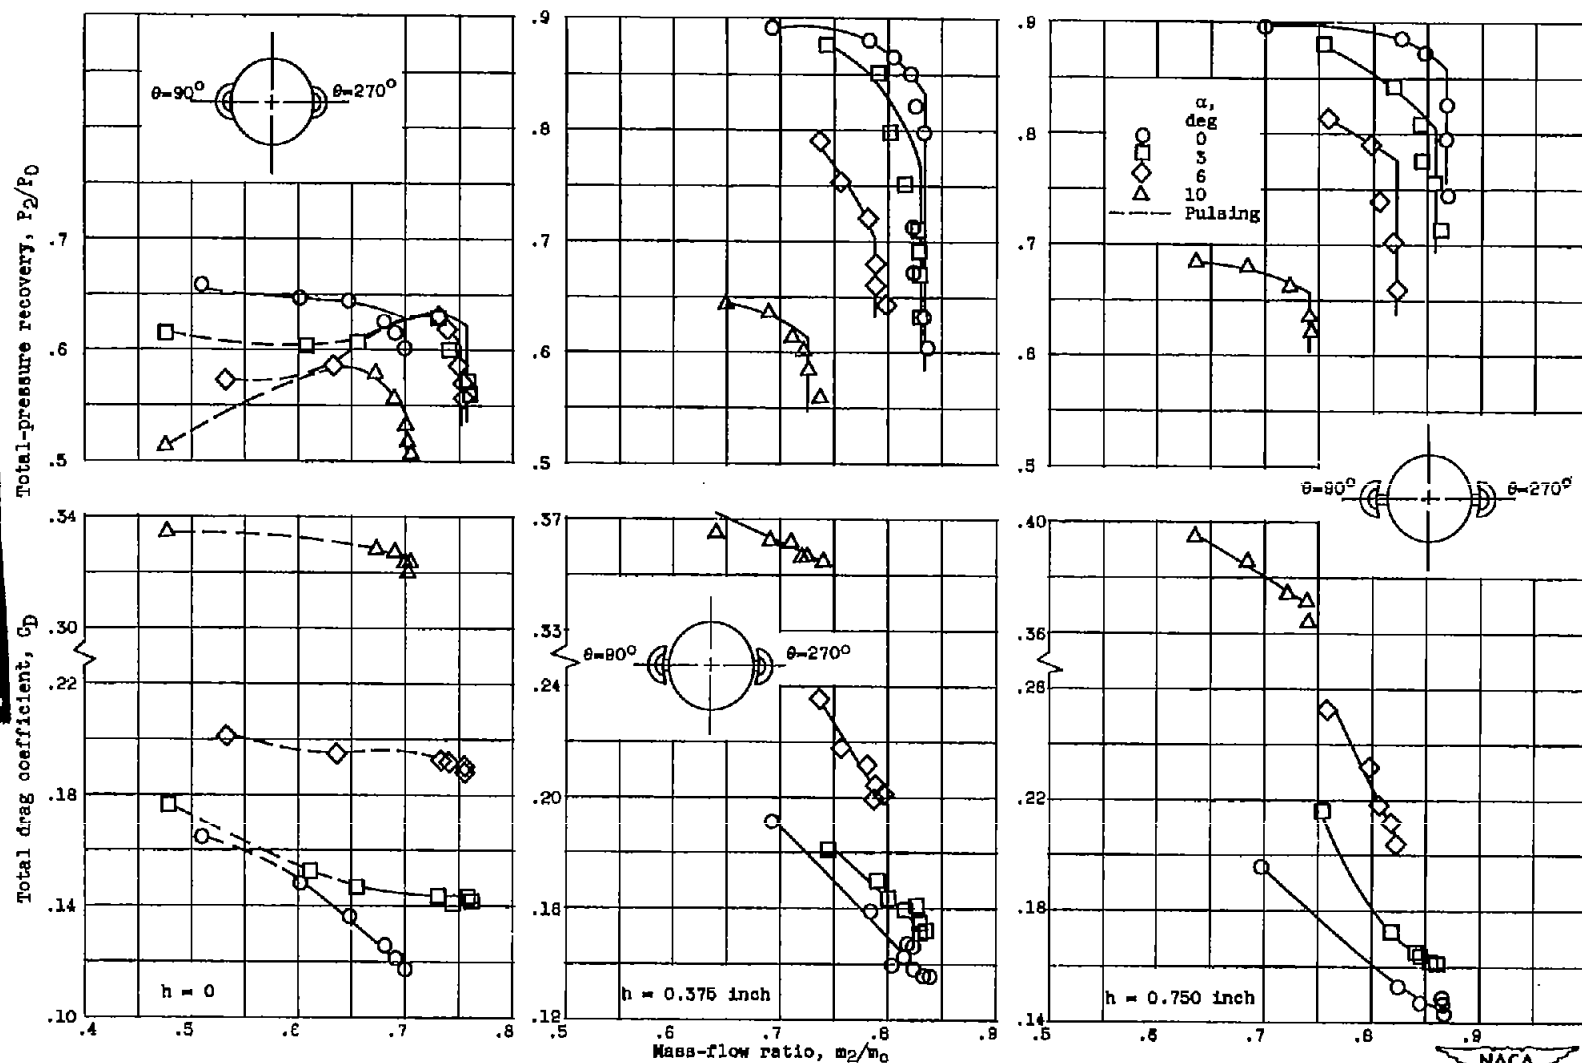 Total-pressure recovery, P2/P0
.7
.6
.5
θ=90° θ=270°
.9
.8
.7
.6
.5
.9
.8
.7
.6
.5
α,
deg
0
3
6
10
Pulsing
θ=90° θ=270°
Total drag coefficient, CD
.34
.30
.22
.18
.14
.10
h = 0
.4 .5 .6 .7 .8
.37
.33
.24
.20
.16
.12
θ=90° θ=270°
h = 0.375 inch
.5 .6 .7 .8 .9
.40
.36
.26
.22
.18
.14
h = 0.750 inch
.5 .6 .7 .8 .9
Mass-flow ratio, m2/m0
NACA